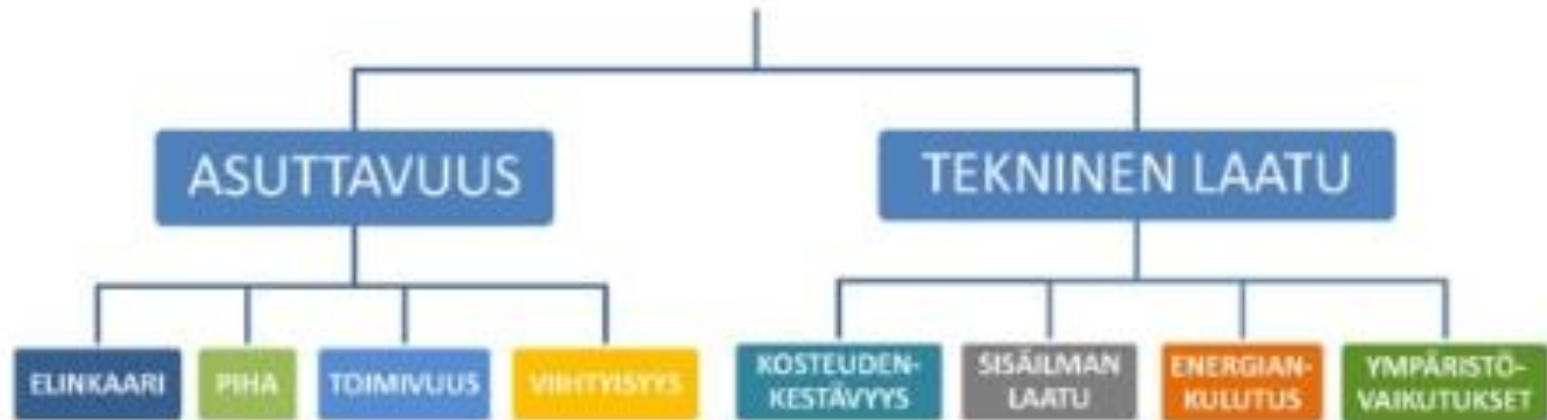 ASUTTAVUUS
TEKNINEN LAATU
ELINKAARI
PIHA
TOIMIVUUS
VIIHTYISYYS
KOSTEUDEN-
KESTÄVYYS
SISÄILMAN
LAATU
ENERGIAN-
KULUTUS
YMPÄRISTÖ-
VAIKUTUKSET